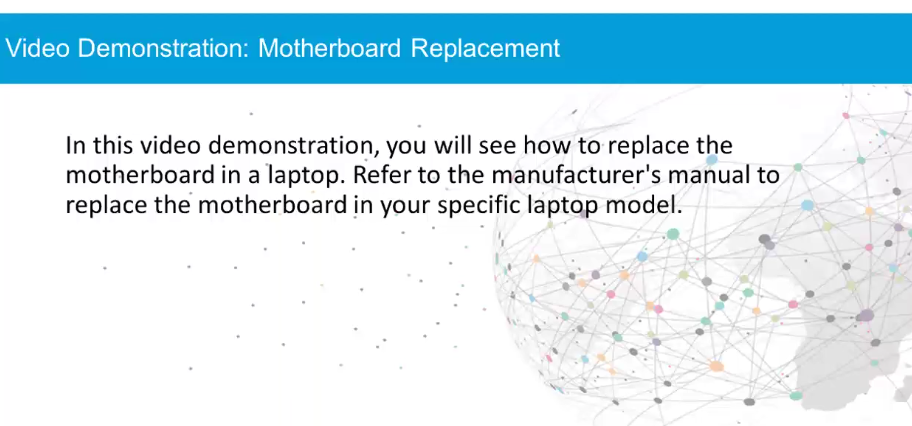 Video Demonstration: Motherboard Replacement
In this video demonstration, you will see how to replace the
motherboard in a laptop. Refer to the manufacturer's manual to
replace the motherboard in your specific laptop model.